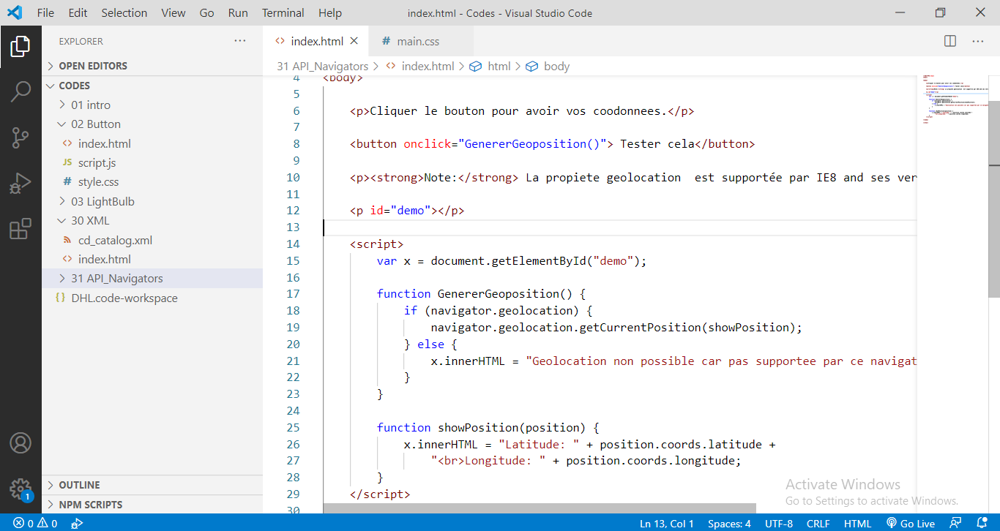 File Edit Selection View Go Run Terminal Help index.html - Codes - Visual Studio Code
EXPLORER
OPEN EDITORS
CODES
01 intro
02 Button
index.html
JS script.js
# style.css
03 LightBulb
30 XML
cd_catalog.xml
index.html
31 API_Navigators
{} DHL.code-workspace
OUTLINE
NPM SCRIPTS
1
<> index.html × # main.css
31 API_Navigators > <> index.html > html > body
4 <body>
5
6 <p>Cliquer le bouton pour avoir vos coodonnees.</p>
7
8 <button onclick="GenererGeoposition()"> Tester cela</button>
9
10 <p><strong>Note:</strong> La propiete geolocation  est supportée par IE8 and ses ver
11
12 <p id="demo"></p>
13
14 <script>
15 var x = document.getElementById("demo");
16
17 function GenererGeoposition() {
18 if (navigator.geolocation) {
19 navigator.geolocation.getCurrentPosition(showPosition);
20 } else {
21 x.innerHTML = "Geolocation non possible car pas supportee par ce navigat
22 }
23 }
24
25 function showPosition(position) {
26 x.innerHTML = "Latitude: " + position.coords.latitude +
27 "<br>Longitude: " + position.coords.longitude;
28 }
29 </script>
30
Activate Windows
Go to Settings to activate Windows.
0 0 Ln 13, Col 1 Spaces: 4 UTF-8 CRLF HTML Go Live